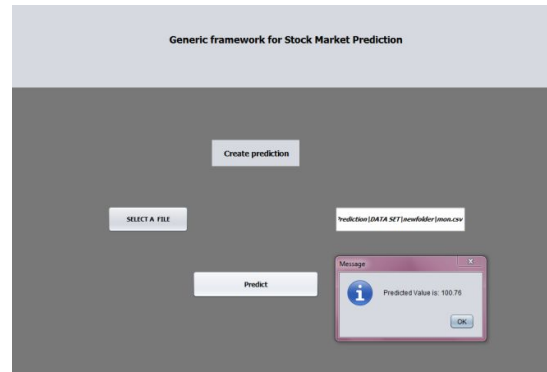 Generic framework for Stock Market Prediction
Create prediction
SELECT A FILE
Prediction\DATA SET\newfolder\mon.csv
Predict
Message
Predicted Value is: 100.76
OK